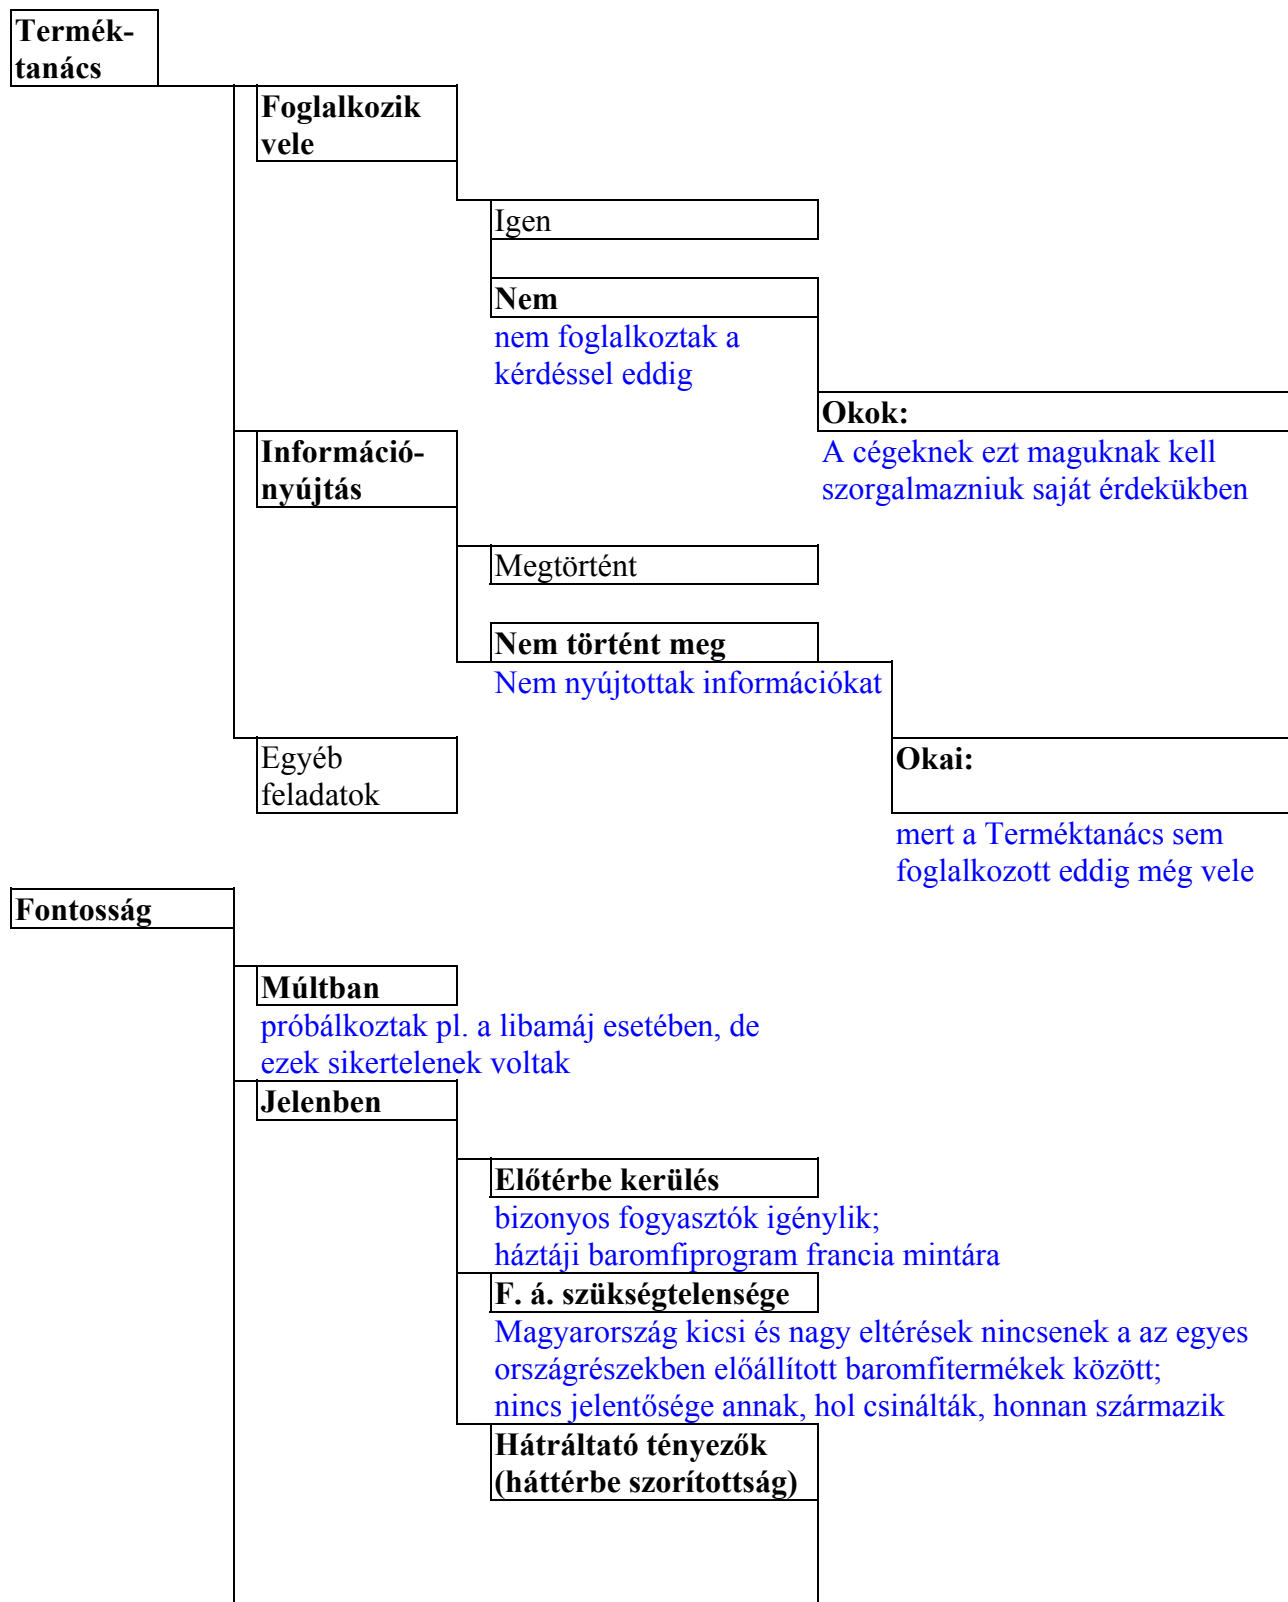 Termék-
tanács
Foglalkozik
vele
Igen
Nem
nem foglalkoztak a
kérdéssel eddig
Okok:
A cégeknek ezt maguknak kell
szorgalmazniuk saját érdekükben
Információ-
nyújtás
Megtörtént
Nem történt meg
Nem nyújtottak információkat
Egyéb
feladatok
Okai:
mert a Terméktanács sem
foglalkozott eddig még vele
Fontosság
Múltban
próbálkoztak pl. a libamáj esetében, de
ezek sikertelenek voltak
Jelenben
Előtérbe kerülés
bizonyos fogyasztók igénylik;
háztáji baromfiprogram francia mintára
F. á. szükségtelensége
Magyarország kicsi és nagy eltérések nincsenek a az egyes
országrészekben előállított baromfitermékek között;
nincs jelentősége annak, hol csinálták, honnan származik
Hátráltató tényezők
(háttérbe szorítottság)